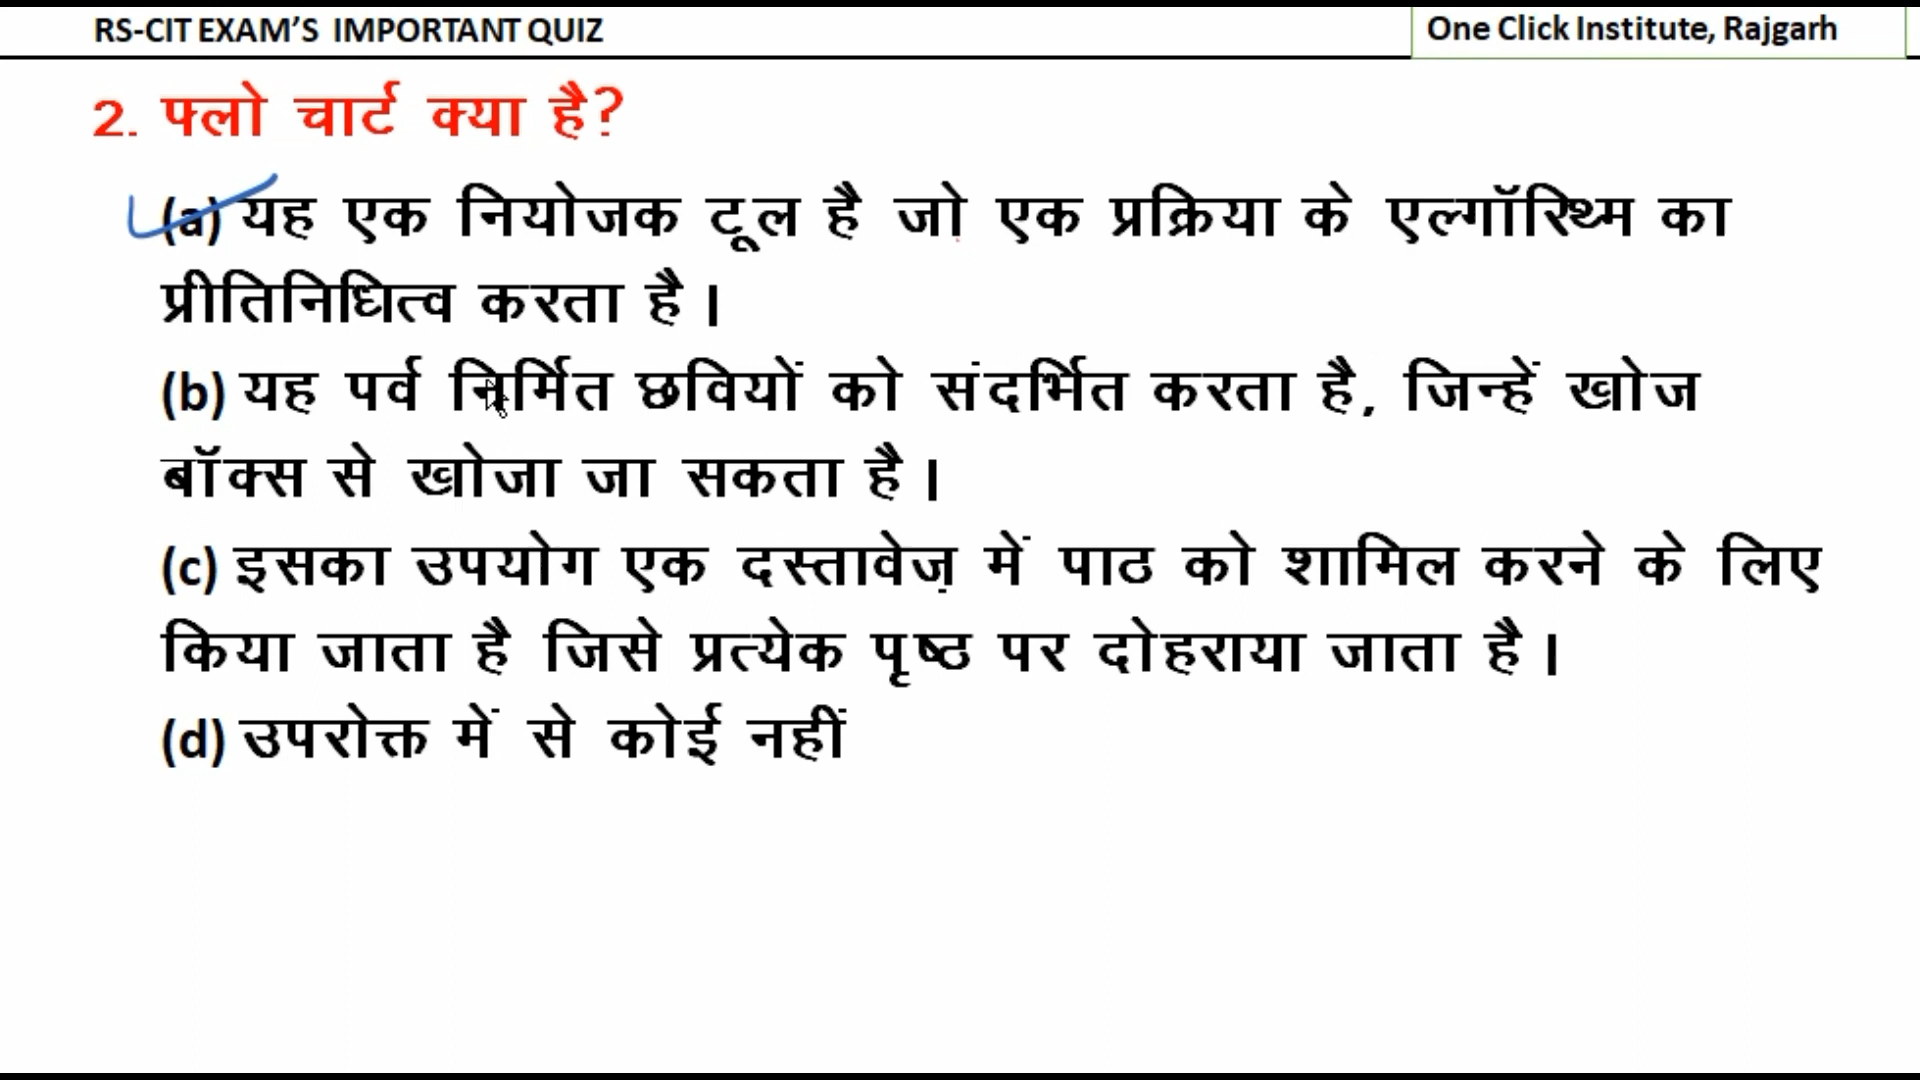 RS-CIT EXAM’S IMPORTANT QUIZ
One Click Institute, Rajgarh
2. फ्लो चार्ट क्या है?
(a) यह एक नियोजक टूल है जो एक प्रक्रिया के एल्गॉरिथ्म का
प्रीतिनिधित्व करता है।
(b) यह पर्व निर्मित छवियों को संदर्भित करता है, जिन्हें खोज
बॉक्स से खोजा जा सकता है।
(c) इसका उपयोग एक दस्तावेज़ में पाठ को शामिल करने के लिए
किया जाता है जिसे प्रत्येक पृष्ठ पर दोहराया जाता है।
(d) उपरोक्त में से कोई नहीं